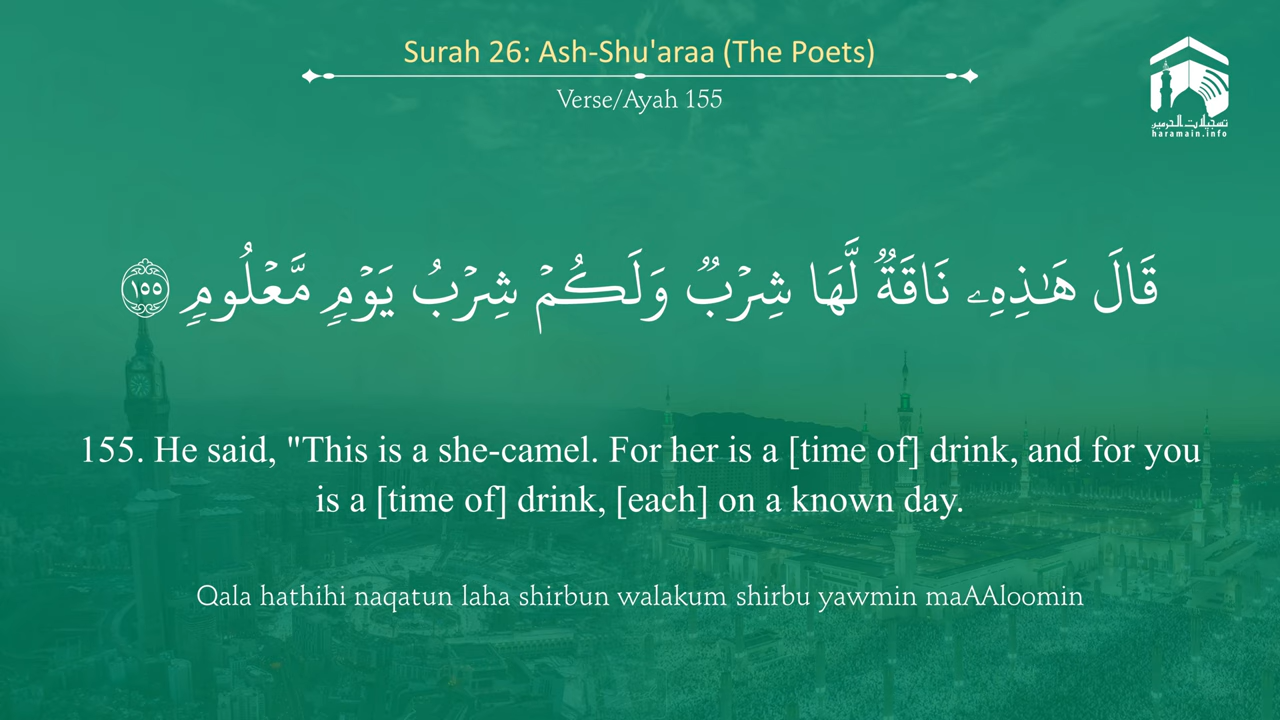 Surah 26: Ash-Shu'araa (The Poets)
Verse/Ayah 155
تسجيلات الحرمين
haramain.info
قَالَ هَٰذِهِۦ نَاقَةٌۭ لَّهَا شِرْبٌۭ وَلَكُمْ شِرْبُ يَوْمٍۢ مَّعْلُومٍۢ ١٥٥
155. He said, "This is a she-camel. For her is a [time of] drink, and for you
is a [time of] drink, [each] on a known day.
Qala hathihi naqatun laha shirbun walakum shirbu yawmin maAAloomin